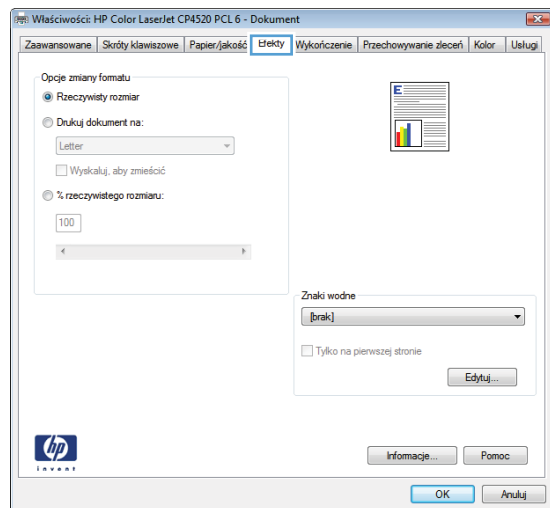 Właściwości: HP Color LaserJet CP4520 PCL 6 - Dokument
Zaawansowane Skróty klawiszowe Papier/jakość Efekty Wykończenie Przechowywanie zleceń Kolor Usługi
Opcje zmiany formatu
Rzeczywisty rozmiar
Drukuj dokument na:
Letter
Wyskaluj, aby zmieścić
% rzeczywistego rozmiaru:
100
E
Znaki wodne
[brak]
Tylko na pierwszej stronie
Edytuj...
hp
invent
Informacje... Pomoc
OK Anuluj